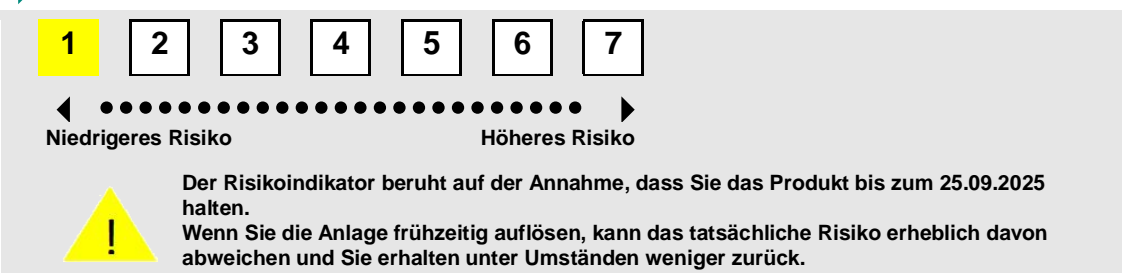 1 2 3 4 5 6 7
Niedrigeres Risiko Höheres Risiko
Der Risikoindikator beruht auf der Annahme, dass Sie das Produkt bis zum 25.09.2025
halten.
Wenn Sie die Anlage frühzeitig auflösen, kann das tatsächliche Risiko erheblich davon
! abweichen und Sie erhalten unter Umständen weniger zurück.